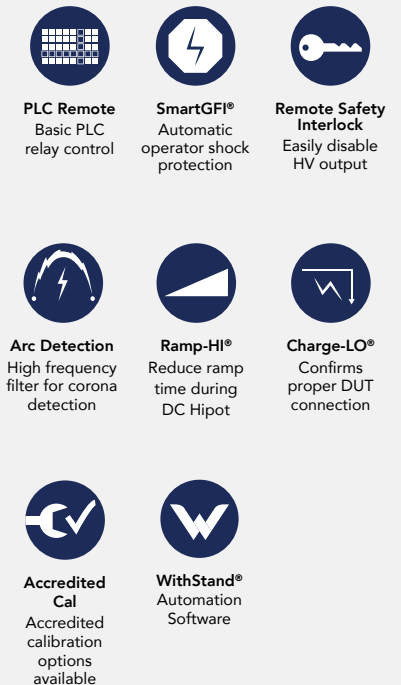 PLC Remote
Basic PLC
relay control
SmartGFI®
Automatic
operator shock
protection
Remote Safety
Interlock
Easily disable
HV output
Arc Detection
High frequency
filter for corona
detection
Ramp-HI®
Reduce ramp
time during
DC Hipot
Charge-LO®
Confirms
proper DUT
connection
Accredited
Cal
Accredited
calibration
options
available
WithStand®
Automation
Software